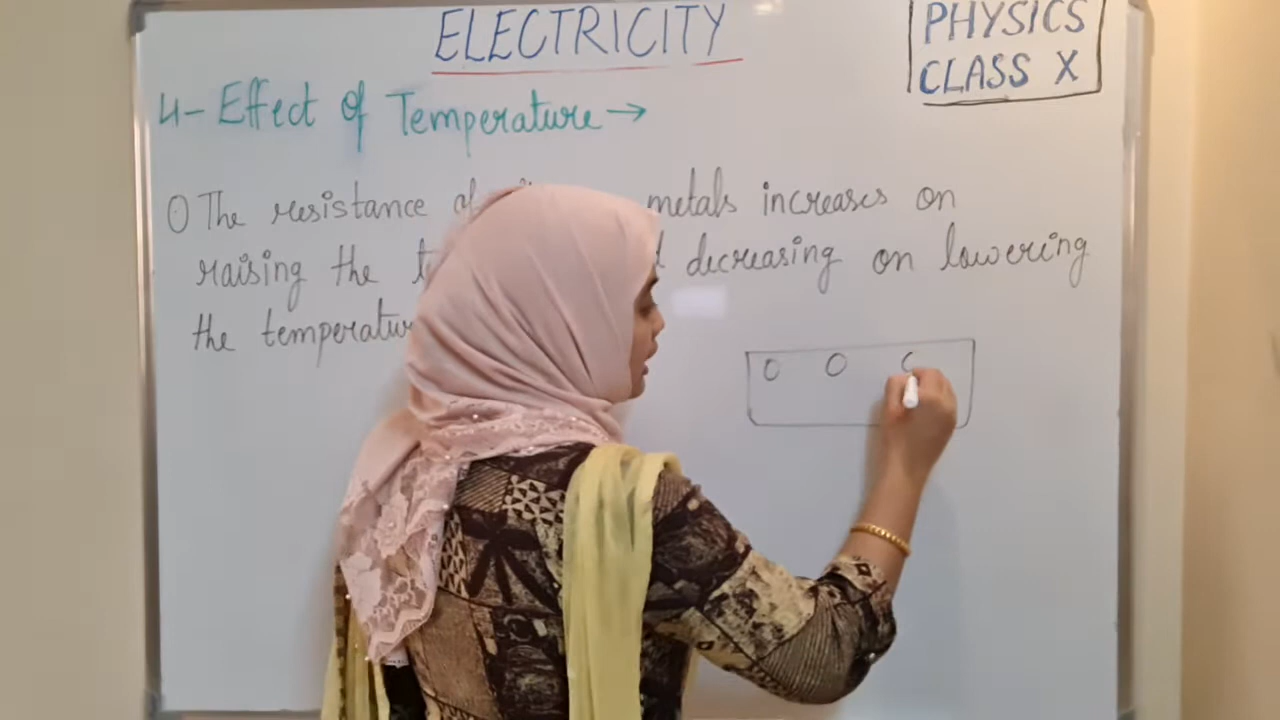 ELECTRICITY
PHYSICS
CLASS X
4- Effect of Temperature →
The resistance of metals increases on
raising the decreasing on lowering
the temperature